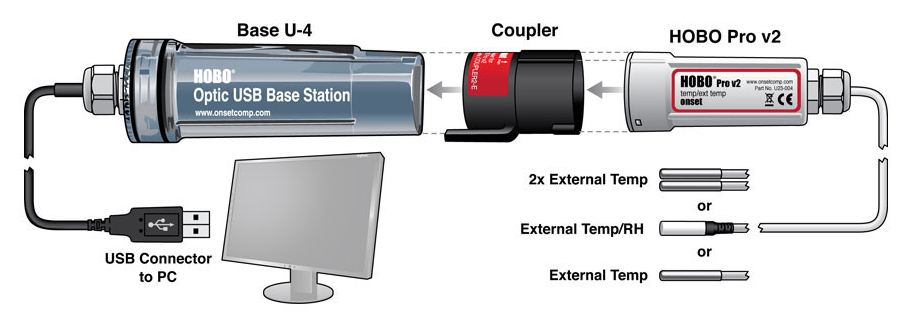 Base U-4
Coupler
HOBO Pro v2
HOBO®
Optic USB Base Station
www.onsetcomp.com
COUPLER2-E
HOBO® Pro v2
temp/ext temp
onset
www.onsetcomp.com
Part No. U23-004
CE
2x External Temp
or
External Temp/RH
or
External Temp
USB Connector
to PC